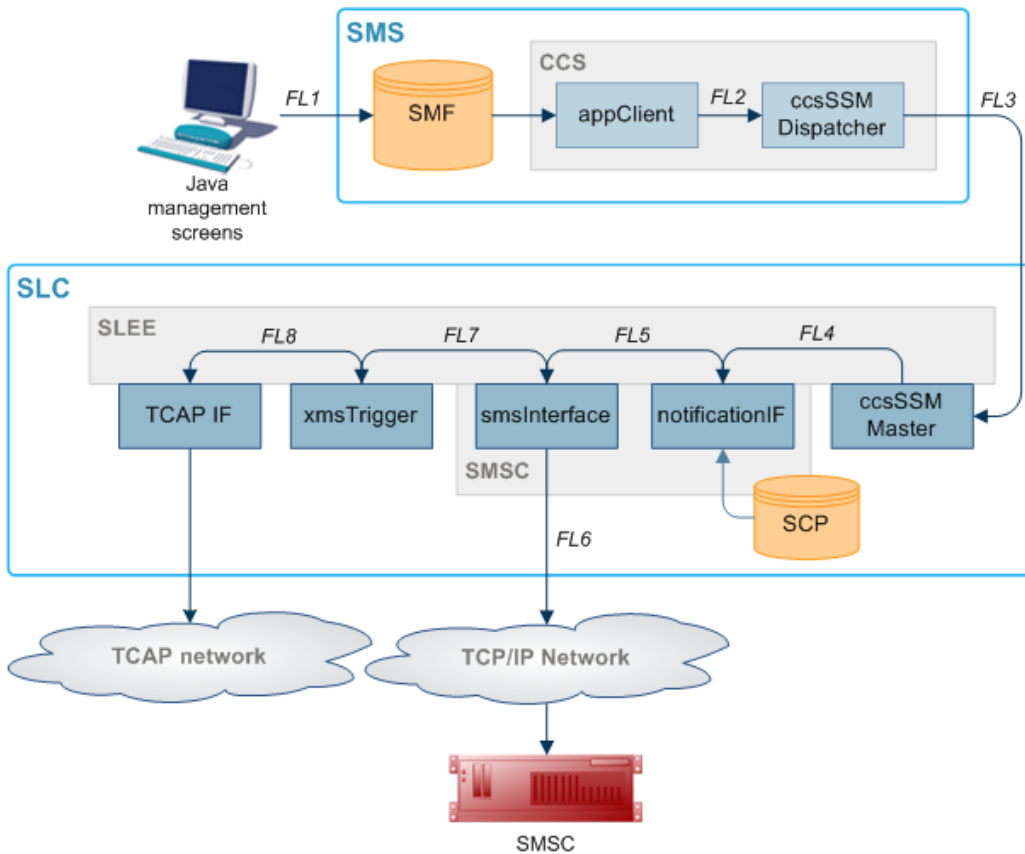 SMS
CCS
FL1
SMF
appClient
FL2
ccsSSM
Dispatcher
FL3
Java
management
screens
SLC
SLEE
FL8
FL7
FL5
FL4
TCAP IF
xmsTrigger
smsInterface
notificationIF
ccsSSM
Master
SMSC
SCP
FL6
TCAP network
TCP/IP Network
SMSC